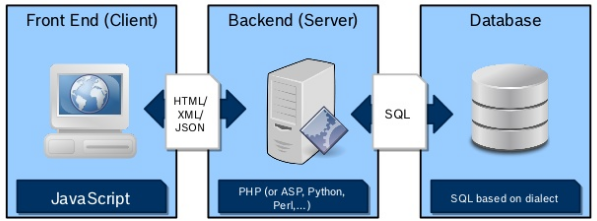 Front End (Client)
Backend (Server)
Database
HTML/
XML/
JSON
SQL
JavaScript
PHP (or ASP, Python,
Perl,...)
SQL based on dialect